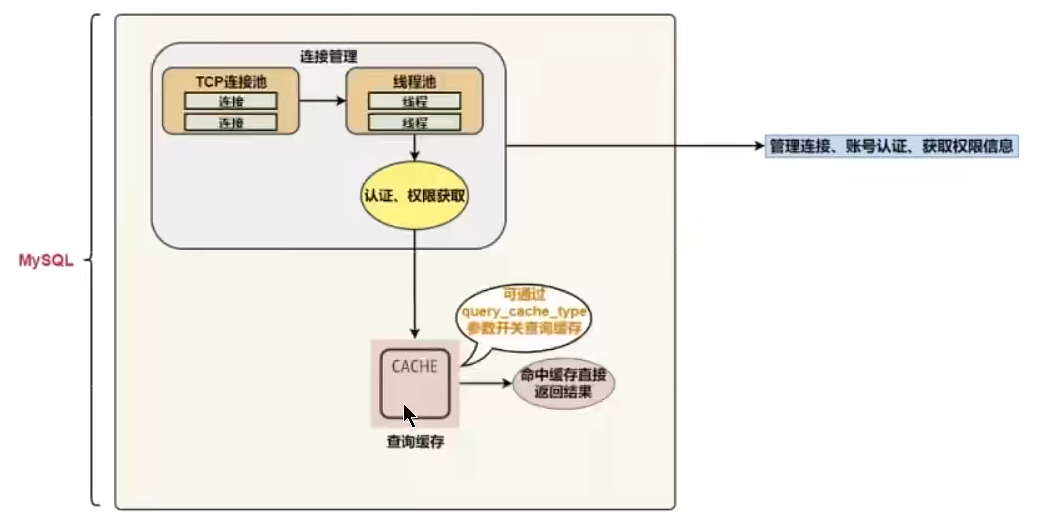 连接管理
TCP连接池
线程池
连接
线程
连接
线程
管理连接、账号认证、获取权限信息
认证、权限获取
MySQL
可通过
query_cache_type
参数开关查询缓存
CACHE
命中缓存直接
返回结果
查询缓存